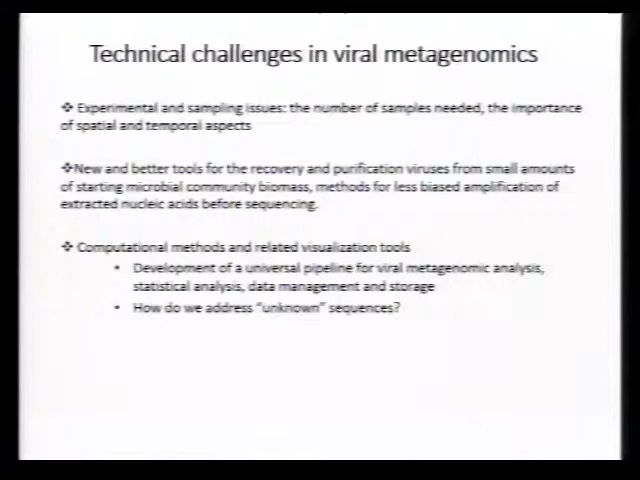 Technical challenges in viral metagenomics
❖ Experimental and sampling issues: the number of samples needed, the importance
of spatial and temporal aspects
❖New and better tools for the recovery and purification viruses from small amounts
of starting microbial community biomass, methods for less biased amplification of
extracted nucleic acids before sequencing.
❖ Computational methods and related visualization tools
• Development of a universal pipeline for viral metagenomic analysis,
statistical analysis, data management and storage
• How do we address “unknown” sequences?